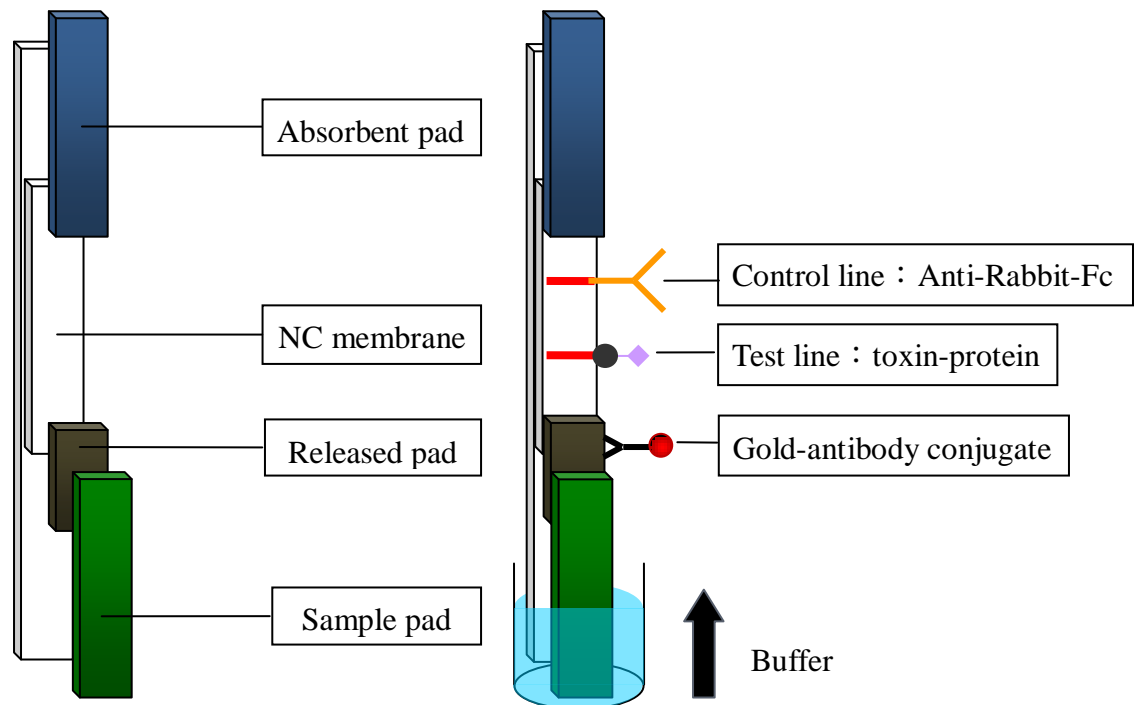 Absorbent pad
NC membrane
Released pad
Sample pad
Control line：Anti-Rabbit-Fc
Test line：toxin-protein
Gold-antibody conjugate
Buffer